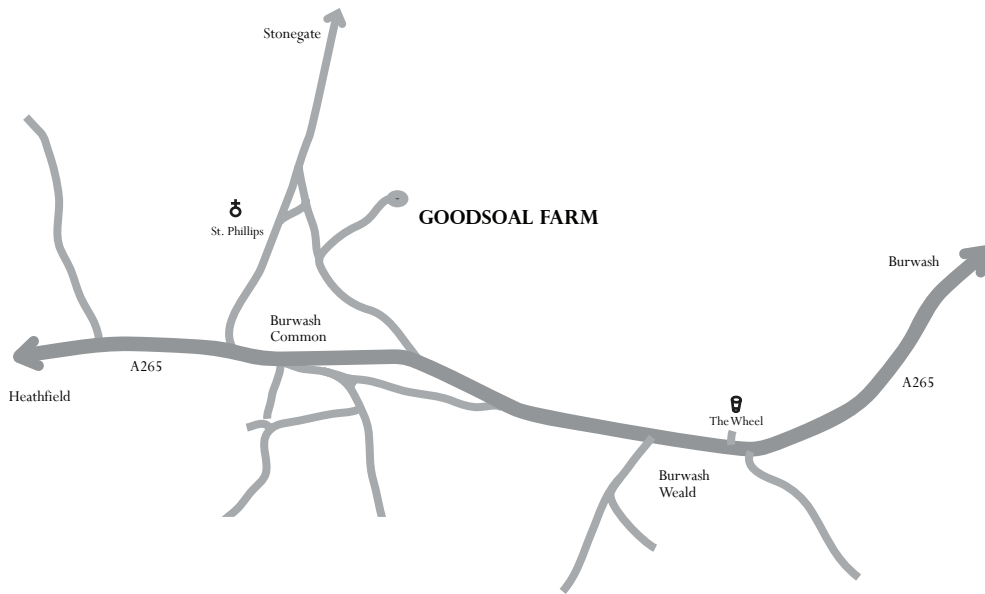 Stonegate
GOODSOAL FARM
St. Phillips
Burwash
Burwash
Common
A265
A265
Heathfield
The Wheel
Burwash
Weald